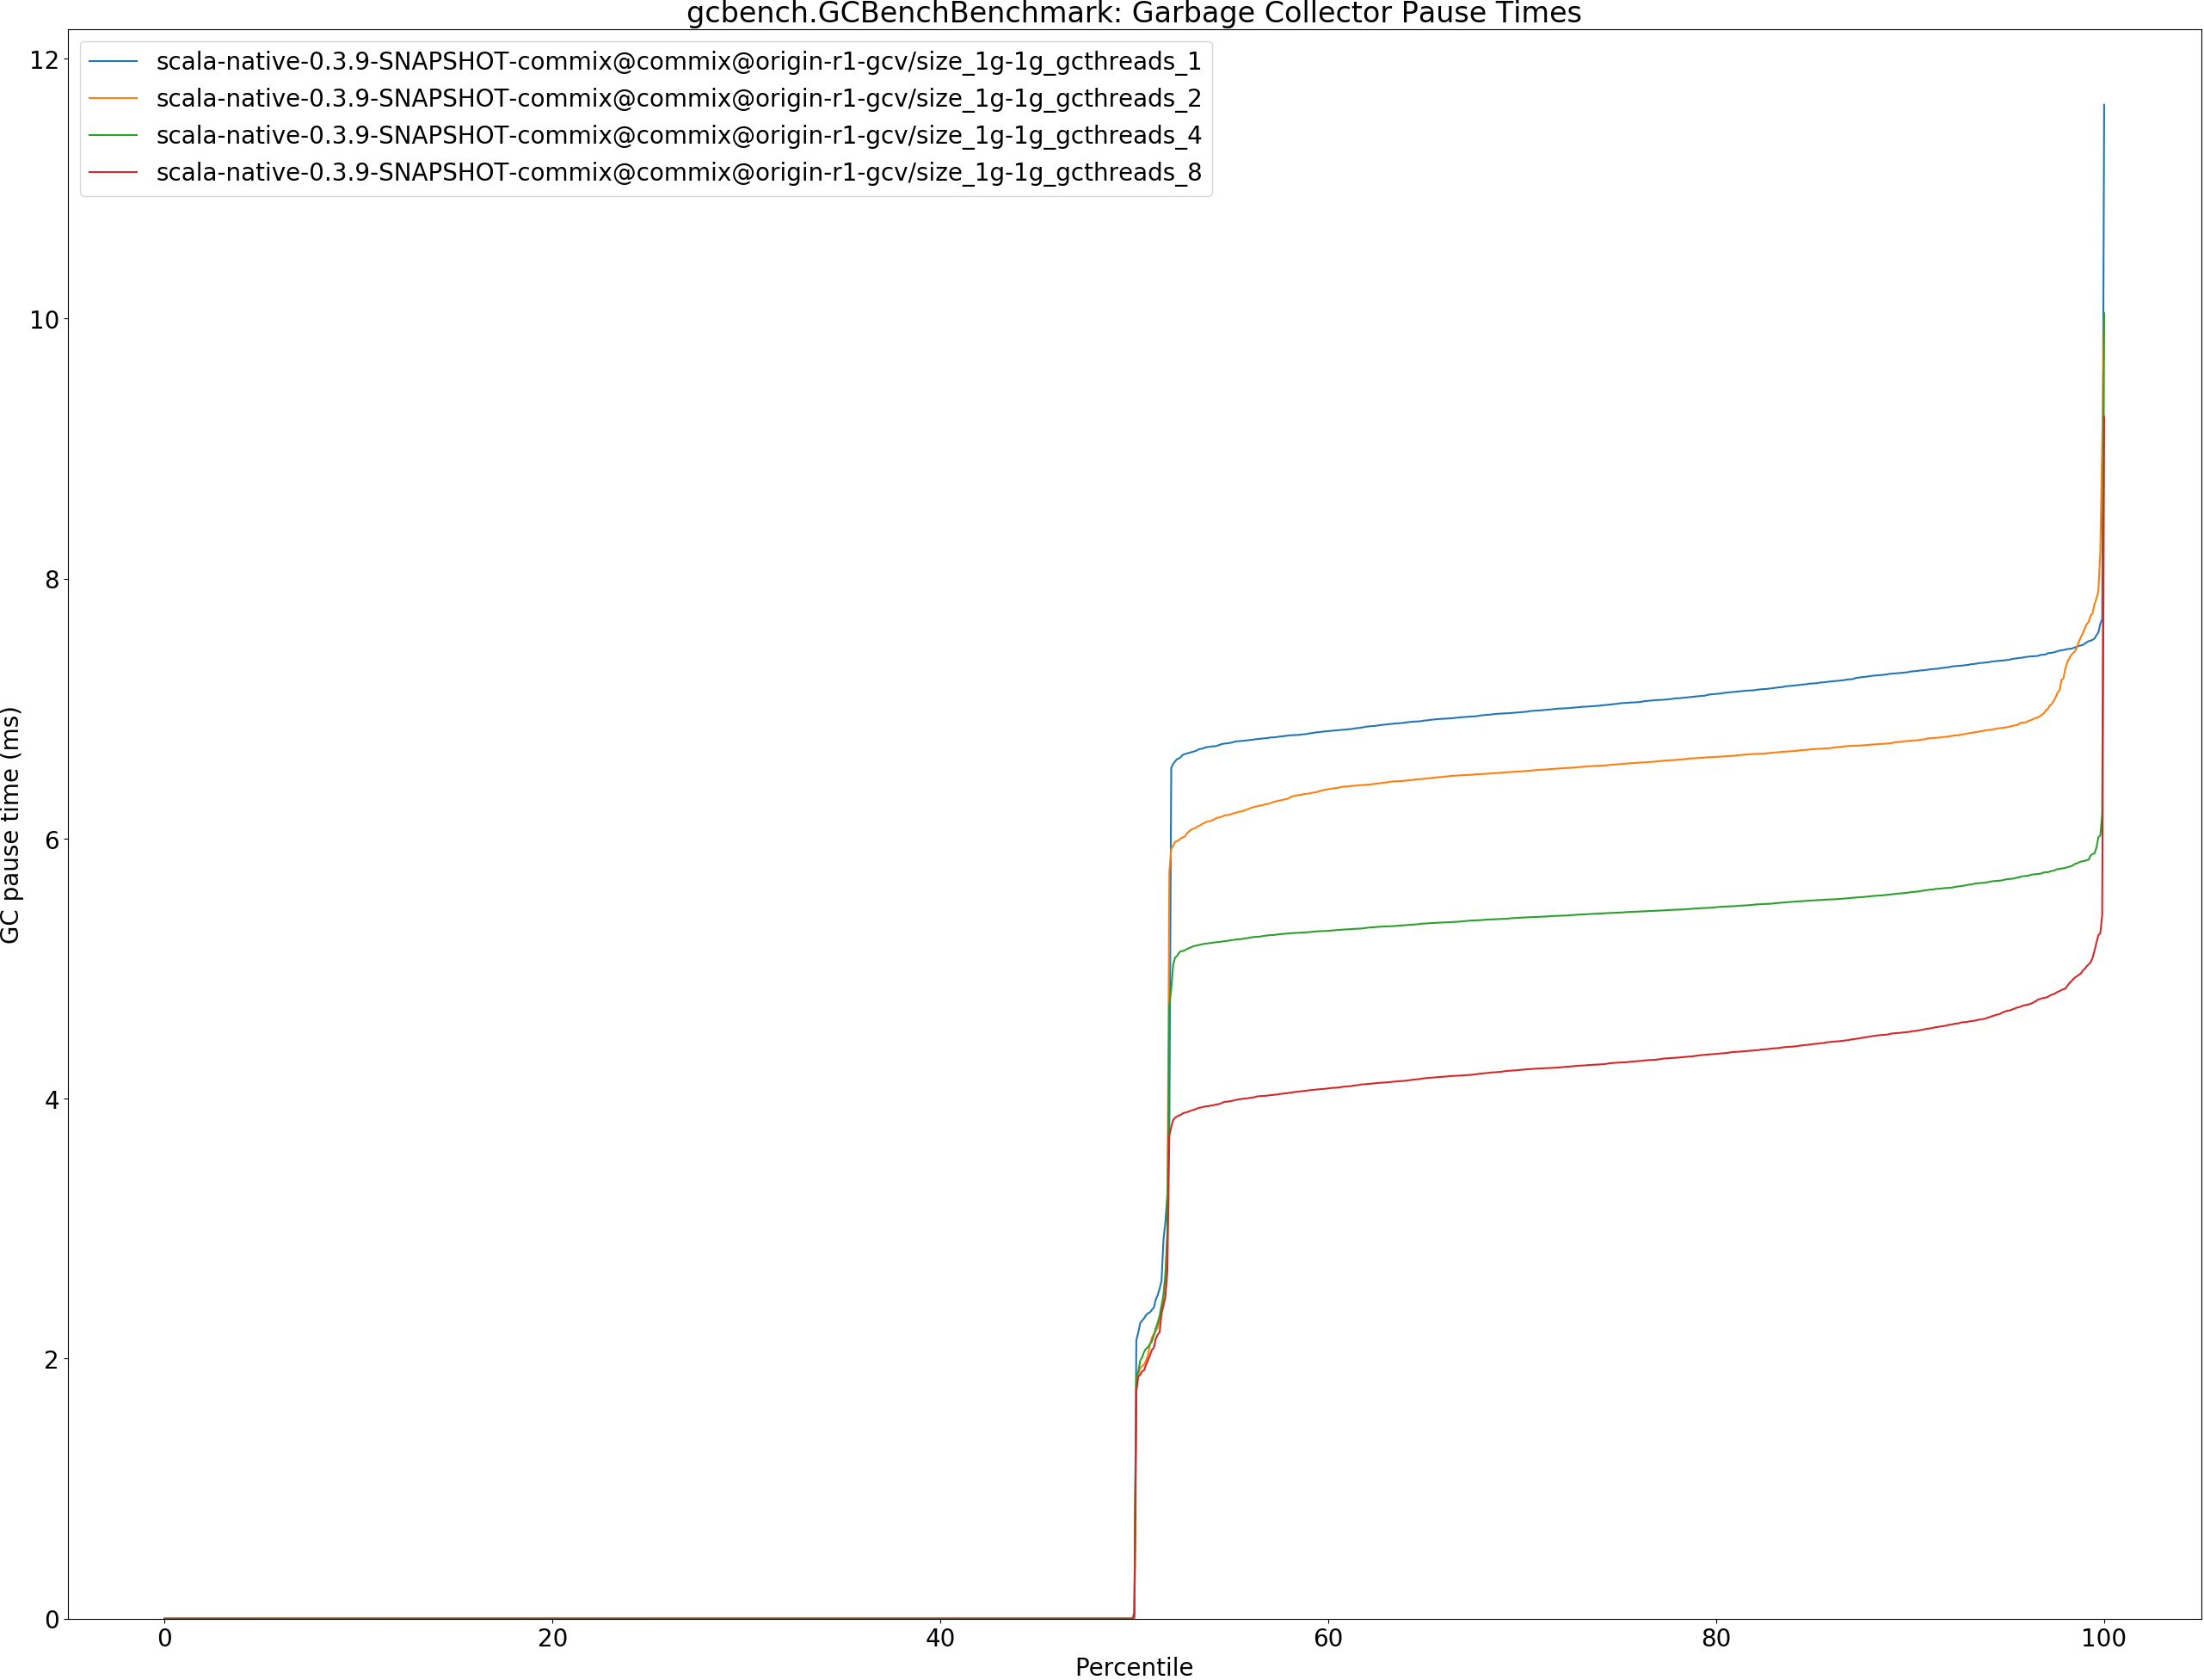 gcbench.GCBenchBenchmark: Garbage Collector Pause Times
scala-native-0.3.9-SNAPSHOT-commix@commix@origin-r1-gcv/size_1g-1g_gcthreads_1
scala-native-0.3.9-SNAPSHOT-commix@commix@origin-r1-gcv/size_1g-1g_gcthreads_2
scala-native-0.3.9-SNAPSHOT-commix@commix@origin-r1-gcv/size_1g-1g_gcthreads_4
scala-native-0.3.9-SNAPSHOT-commix@commix@origin-r1-gcv/size_1g-1g_gcthreads_8
12
10
8
6
4
2
0
GC pause time (ms)
0 20 40 60 80 100
Percentile